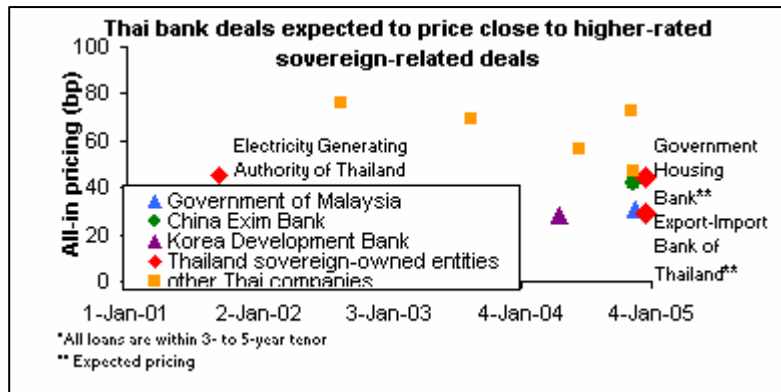 Thai bank deals expected to price close to higher-rated
sovereign-related deals
All-in pricing (bp)
100
80
60
40
20
0
Electricity Generating
Authority of Thailand
Government
Housing
Bank**
Export-Import
Bank of
Thailand**
Government of Malaysia
China Exim Bank
Korea Development Bank
Thailand sovereign-owned entities
other Thai companies
1-Jan-01
2-Jan-02
3-Jan-03
4-Jan-04
4-Jan-05
*All loans are within 3- to 5-year tenor
** Expected pricing